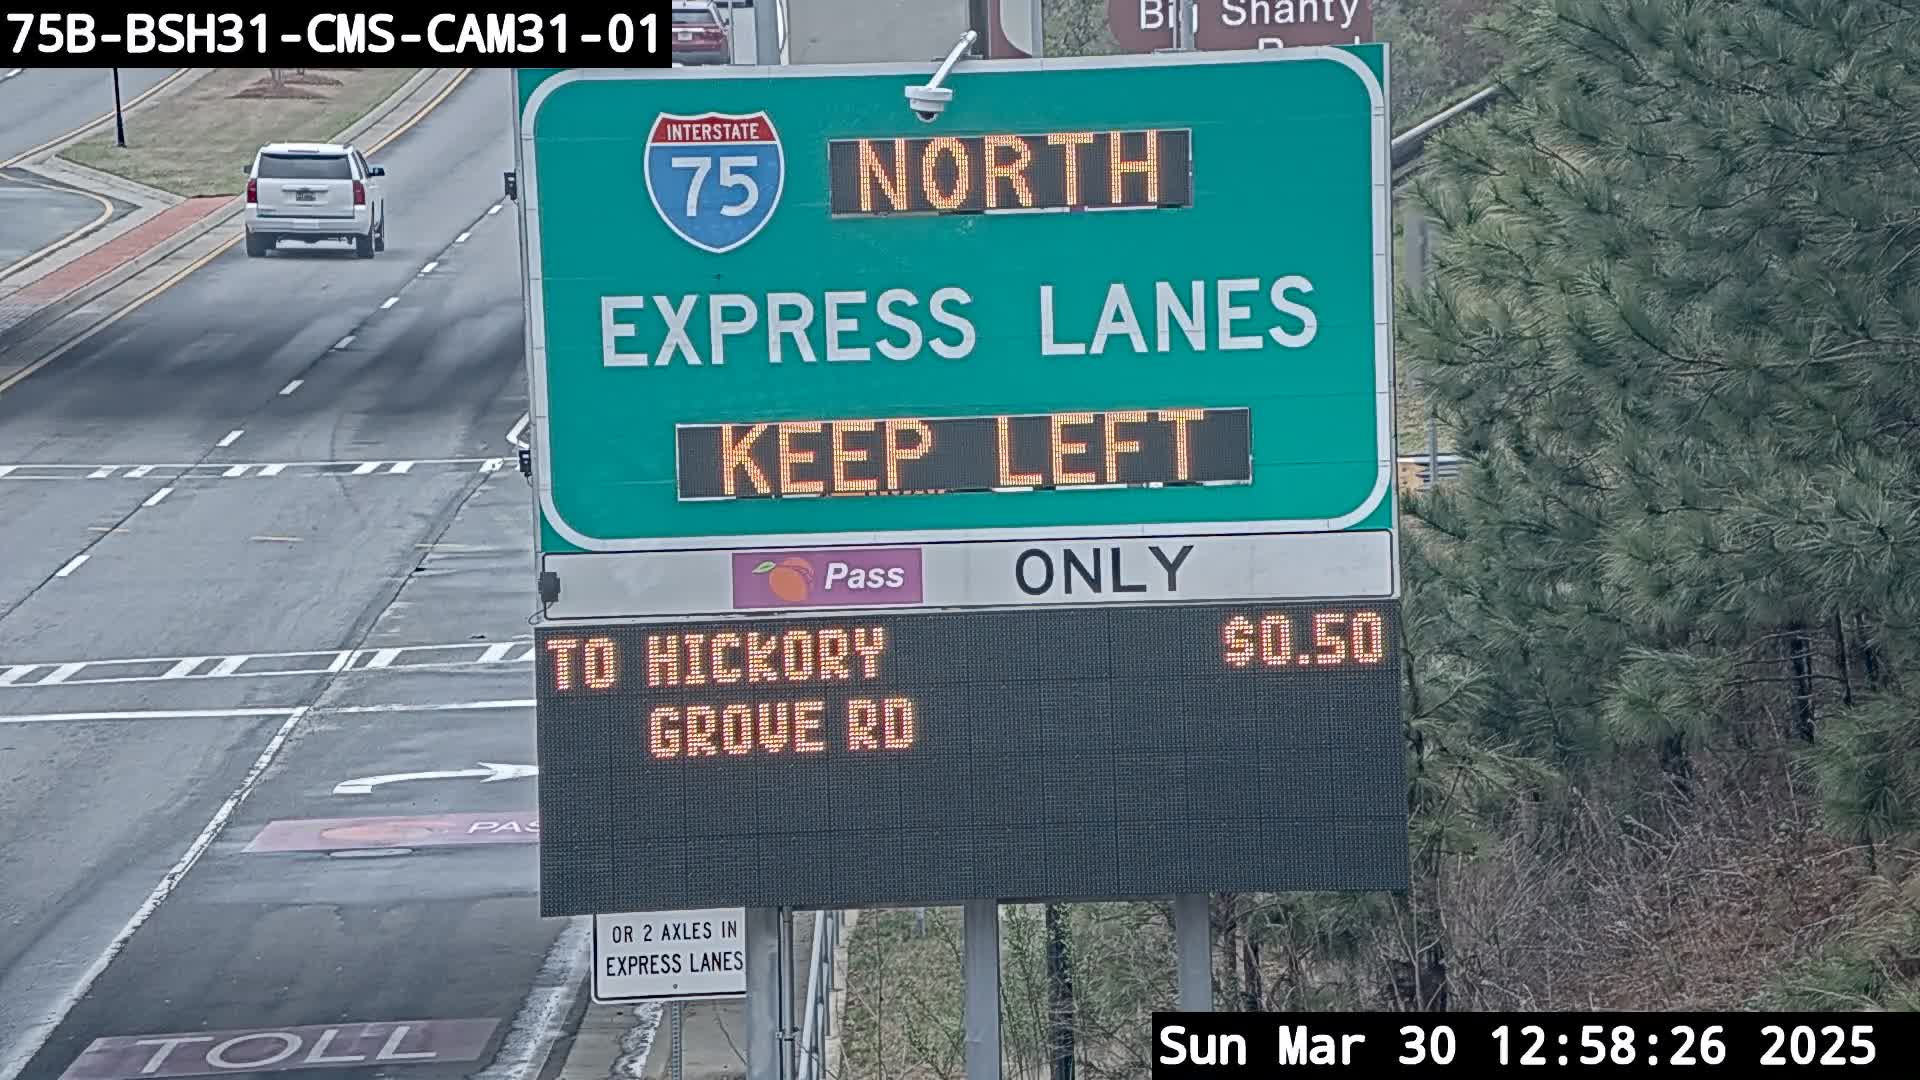 75B-BSH31-CMS-CAM31-01
Big Shanty
INTERSTATE
75
NORTH
EXPRESS LANES
KEEP LEFT
Pass ONLY
TO HICKORY $0.50
GROVE RD
OR 2 AXLES IN
EXPRESS LANES
TOLL
Sun Mar 30 12:58:26 2025